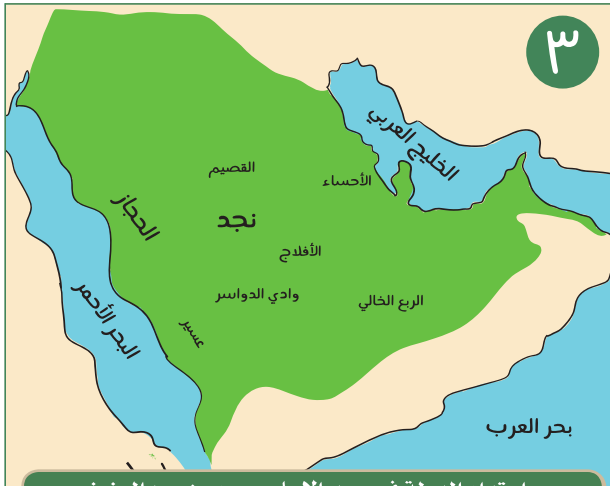 ٣
الخليج العربي
القصيم
الأحساء
الحجاز
نجد
الأفلاج
وادي الدواسر
الربع الخالي
عسير
البحر الأحمر
بحر العرب